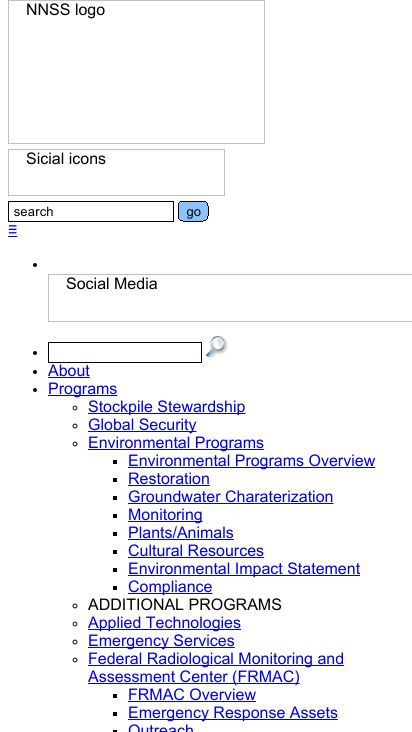 NNSS logo
Sicial icons
search go
Ξ
Social Media
About
Programs
Stockpile Stewardship
Global Security
Environmental Programs
Environmental Programs Overview
Restoration
Groundwater Charaterization
Monitoring
Plants/Animals
Cultural Resources
Environmental Impact Statement
Compliance
ADDITIONAL PROGRAMS
Applied Technologies
Emergency Services
Federal Radiological Monitoring and
Assessment Center (FRMAC)
FRMAC Overview
Emergency Response Assets
Outreach